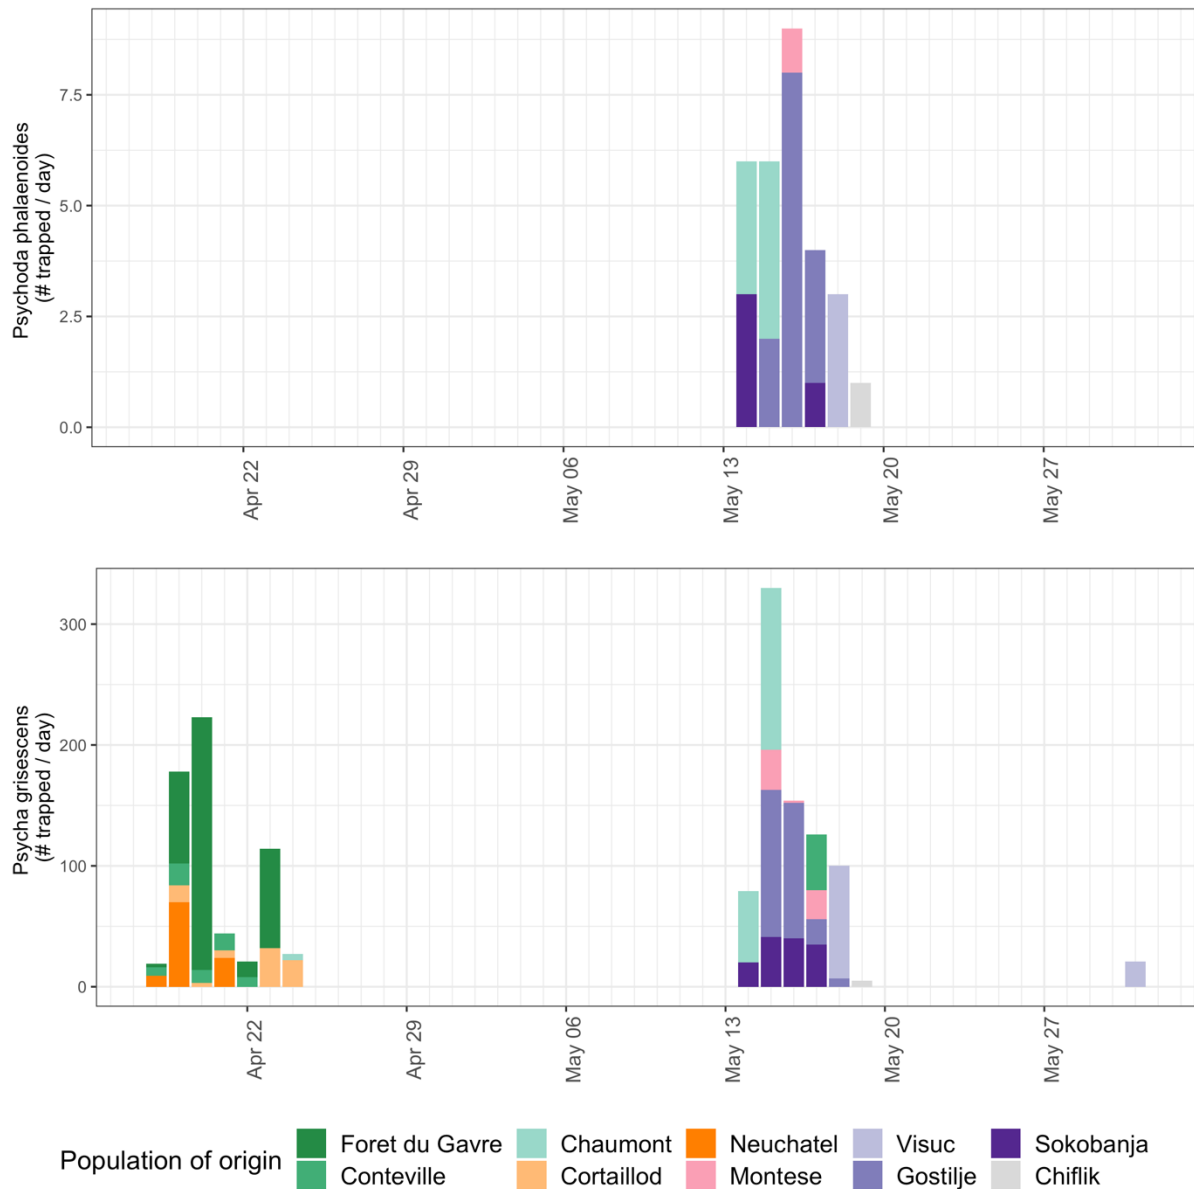 Psychoda phalaenoides
(# trapped / day)
7.5
5.0
2.5
0.0
Apr 22
Apr 29
May 06
May 13
May 20
May 27
Psycha grisescens
(# trapped / day)
300
200
100
0
Apr 22
Apr 29
May 06
May 13
May 20
May 27
Population of origin
Foret du Gavre
Chaumont
Neuchatel
Visuc
Sokobanja
Conteville
Cortaillod
Montese
Gostilje
Chiflik